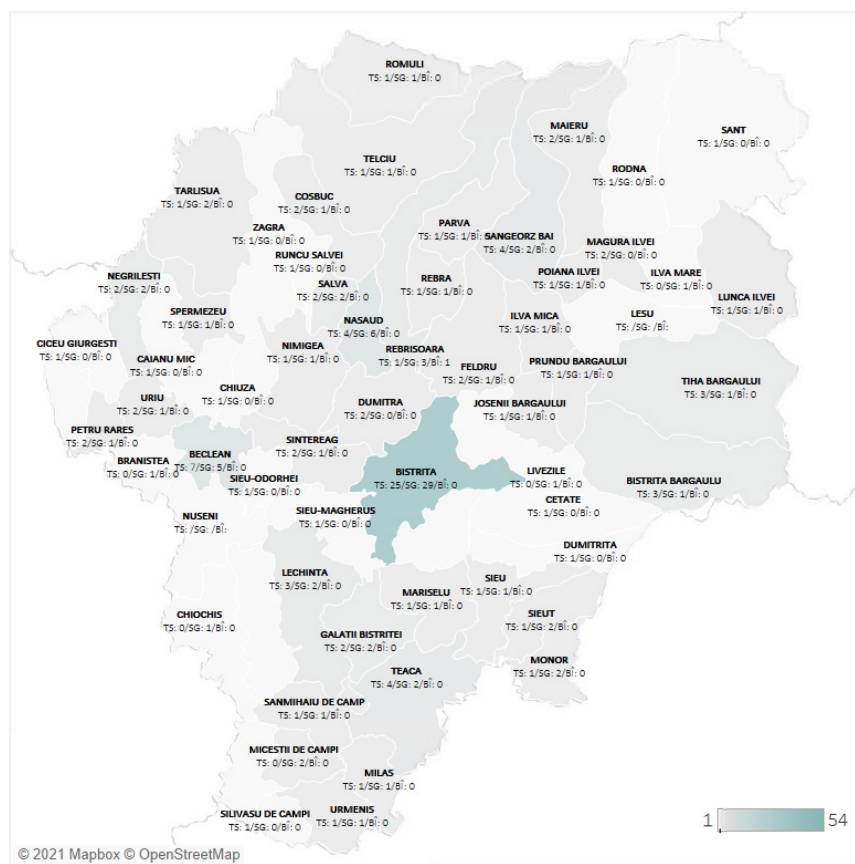 ROMULI
TS: 1/SG: 1/BÎ: 0
MAIERU
TS: 2/SG: 1/BÎ: 0
SANT
TS: 1/SG: 0/BÎ: 0
TELCIU
TS: 1/SG: 1/BÎ: 0
RODNA
TS: 1/SG: 0/BÎ: 0
TARLISUA
TS: 1/SG: 2/BÎ: 0
COSBUC
TS: 2/SG: 1/BÎ: 0
ZAGRA
TS: 1/SG: 0/BÎ: 0
PARVA
TS: 1/SG: 1/BÎ: 0
SANGEORZ BAI
TS: 4/SG: 2/BÎ: 0
MAGURA ILVEI
TS: 2/SG: 0/BÎ: 0
RUNCU SALVEI
TS: 1/SG: 0/BÎ: 0
NEGRILESTI
TS: 2/SG: 2/BÎ: 0
SALVA
TS: 2/SG: 2/BÎ: 0
REBRA
TS: 1/SG: 1/BÎ: 0
POIANA ILVEI
TS: 1/SG: 1/BÎ: 0
ILVA MARE
TS: 0/SG: 1/BÎ: 0
LUNCA ILVEI
TS: 1/SG: 1/BÎ: 0
SPERMEZEU
TS: 1/SG: 1/BÎ: 0
NASAUD
TS: 4/SG: 6/BÎ: 0
ILVA MICA
TS: 1/SG: 1/BÎ: 0
LESU
TS: /SG: /BÎ:
CICEU GIURGESTI
TS: 1/SG: 0/BÎ: 0
CAIANU MIC
TS: 1/SG: 0/BÎ: 0
NIMIGEA
TS: 1/SG: 1/BÎ: 0
REBRISOARA
TS: 1/SG: 3/BÎ: 1
FELDRU
TS: 2/SG: 1/BÎ: 0
PRUNDU BARGAULUI
TS: 1/SG: 1/BÎ: 0
TIHA BARGAULUI
TS: 3/SG: 1/BÎ: 0
CHIUZA
TS: 1/SG: 0/BÎ: 0
URIU
TS: 2/SG: 1/BÎ: 0
DUMITRA
TS: 2/SG: 0/BÎ: 0
JOSENII BARGAULUI
TS: 1/SG: 1/BÎ: 0
PETRU RARES
TS: 2/SG: 1/BÎ: 0
BRANISTEA
TS: 0/SG: 1/BÎ: 0
BECLEAN
TS: 7/SG: 5/BÎ: 0
SINTEREAG
TS: 2/SG: 1/BÎ: 0
BISTRITA
TS: 25/SG: 29/BÎ: 0
LIVEZILE
TS: 0/SG: 1/BÎ: 0
BISTRITA BARGAULU
TS: 3/SG: 1/BÎ: 0
SIEU-ODORHEI
TS: 1/SG: 0/BÎ: 0
CETATE
TS: 1/SG: 0/BÎ: 0
NUSENI
TS: /SG: /BÎ:
SIEU-MAGHERUS
TS: 1/SG: 0/BÎ: 0
DUMITRITA
TS: 1/SG: 0/BÎ: 0
LECHINTA
TS: 3/SG: 2/BÎ: 0
MARISELU
TS: 1/SG: 1/BÎ: 0
SIEU
TS: 1/SG: 1/BÎ: 0
CHIOCHIS
TS: 0/SG: 1/BÎ: 0
SIEUT
TS: 1/SG: 2/BÎ: 0
GALATII BISTRITEI
TS: 2/SG: 2/BÎ: 0
TEACA
TS: 4/SG: 2/BÎ: 0
MONOR
TS: 1/SG: 2/BÎ: 0
SANMIHAIU DE CAMP
TS: 1/SG: 1/BÎ: 0
MICESTII DE CAMPI
TS: 0/SG: 2/BÎ: 0
MILAS
TS: 1/SG: 1/BÎ: 0
SILIVASU DE CAMPI
TS: 1/SG: 0/BÎ: 0
URMENIS
TS: 1/SG: 1/BÎ: 0
1 54
© 2021 Mapbox © OpenStreetMap